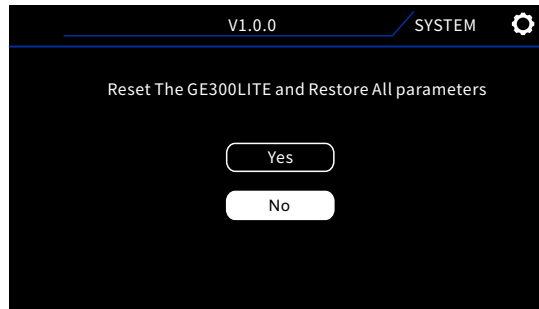 V1.0.0 SYSTEM
Reset The GE300LITE and Restore All parameters
Yes
No